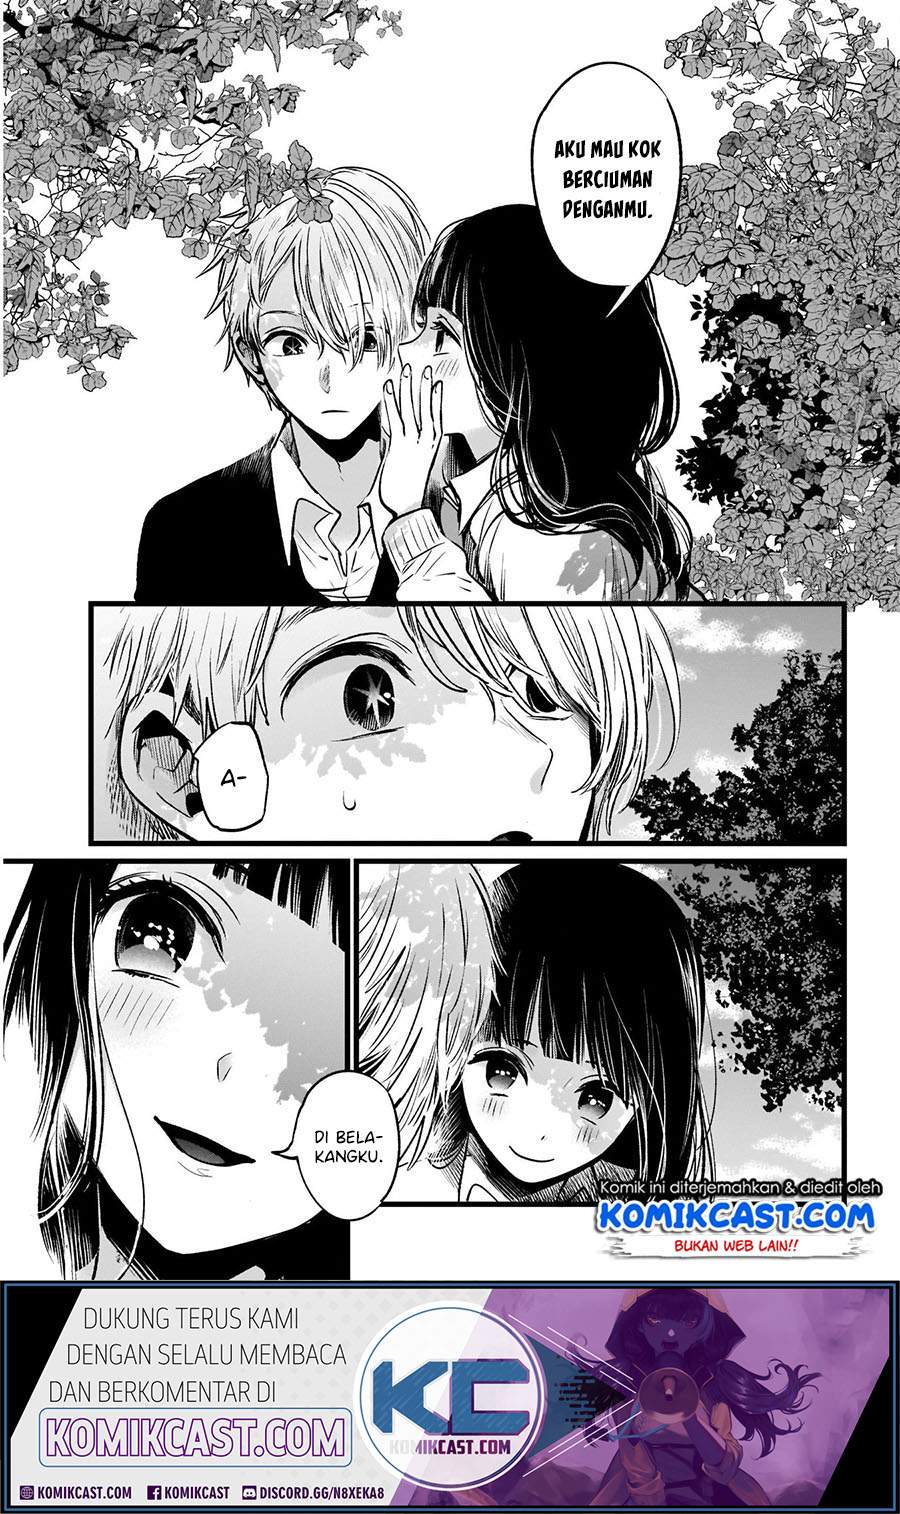 AKU MAU KOK
BERCIUMAN
DENGANMU.
A-
DI BELA-
KANGKU.
Komik ini diterjemahkan & diedit oleh
KOMIKCAST.COM
BUKAN WEB LAIN!!
DUKUNG TERUS KAMI
DENGAN SELALU MEMBACA
DAN BERKOMENTAR DI
KOMIKCAST.COM
KC
KOMIKCAST.COM
KOMIKCAST.COM KOMIKCAST DISCORD.GG/N8XEKA8